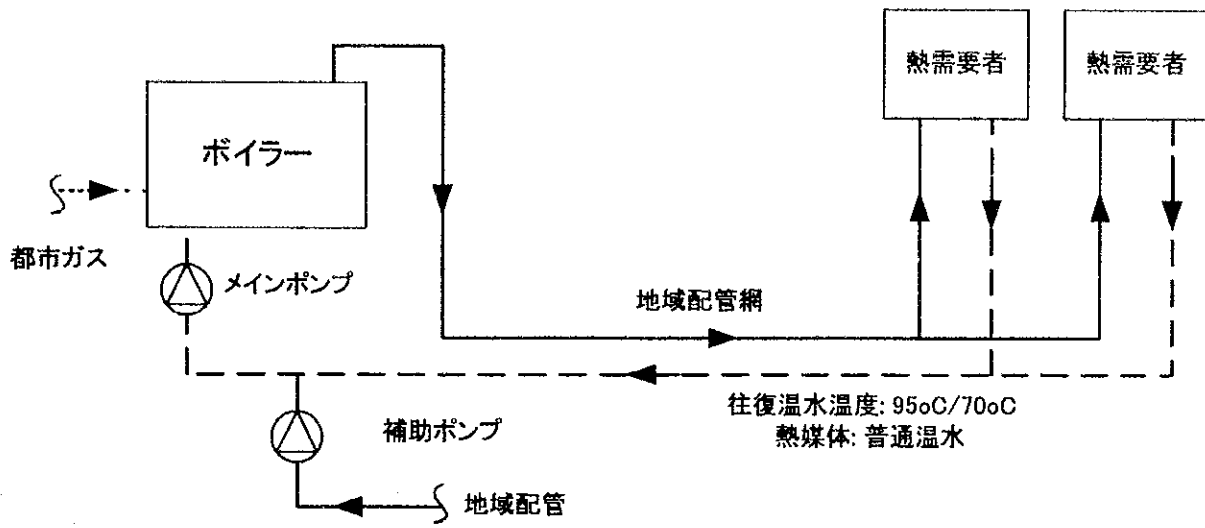 熱需要者
熱需要者
ボイラー
都市ガス
メインポンプ
地域配管網
往復温水温度: 95oC/70oC
熱媒体: 普通温水
補助ポンプ
地域配管